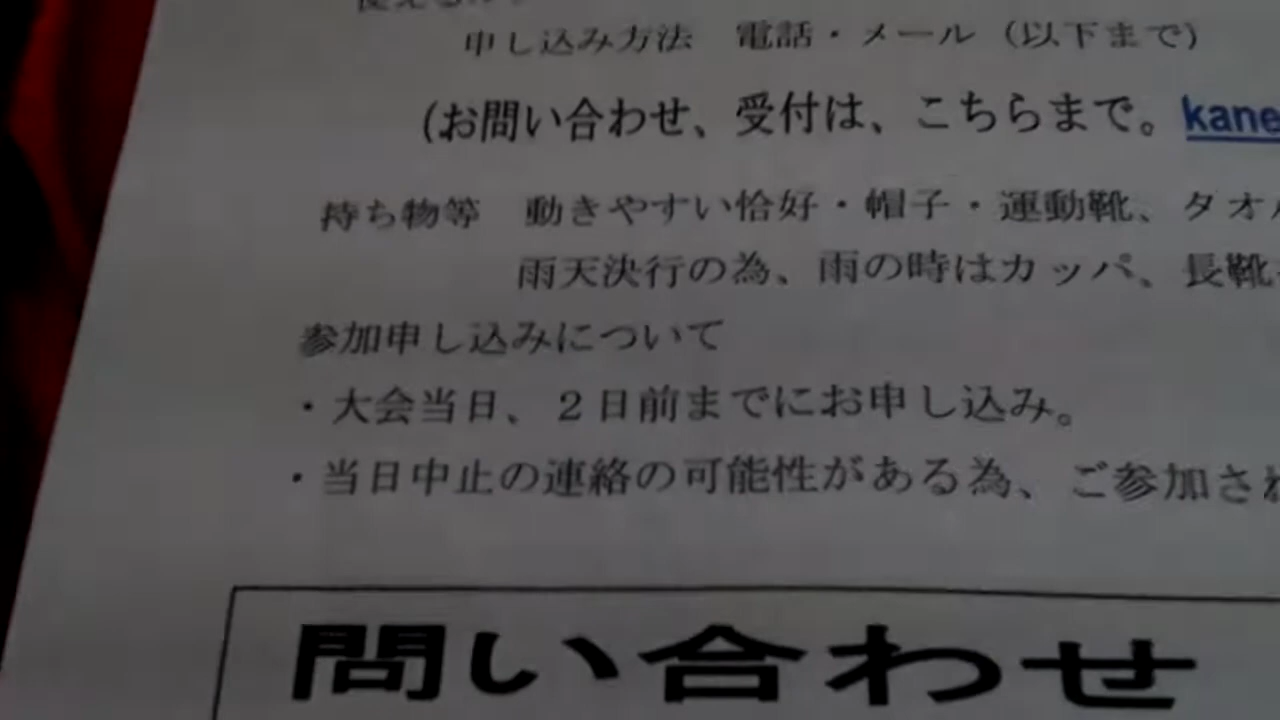 申し込み方法　電話・メール（以下まで）
(お問い合わせ、受付は、こちらまで。kane
持ち物等　動きやすい恰好・帽子・運動靴、タオ
雨天決行の為、雨の時はカッパ、長靴
参加申し込みについて
・大会当日、２日前までにお申し込み。
・当日中止の連絡の可能性がある為、ご参加さ
問い合わせ